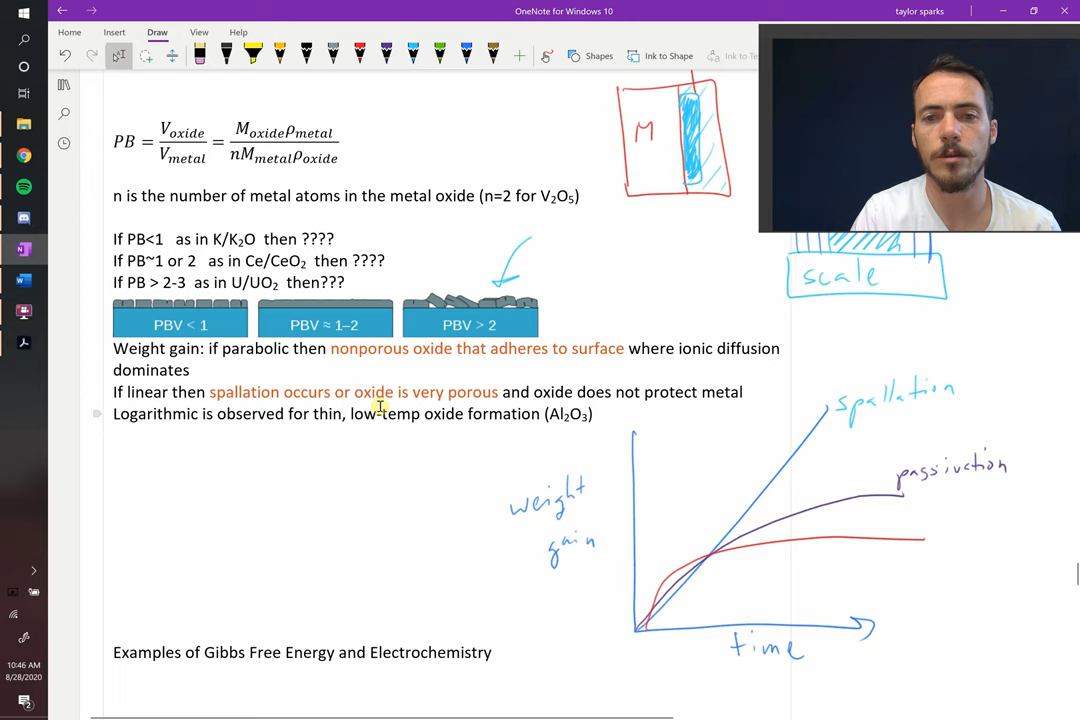 OneNote for Windows 10
taylor sparks
Home
Insert
Draw
View
Help
Shapes
Ink to Shape
Ink to Te
PB = V_oxide / V_metal = M_oxide ρ_metal / n M_metal ρ_oxide
M
n is the number of metal atoms in the metal oxide (n=2 for V₂O₅)
If PB<1 as in K/K₂O then ????
If PB~1 or 2 as in Ce/CeO₂ then ????
If PB > 2-3 as in U/UO₂ then???
scale
PBV < 1
PBV ≈ 1–2
PBV > 2
Weight gain: if parabolic then nonporous oxide that adheres to surface where ionic diffusion
dominates
If linear then spallation occurs or oxide is very porous and oxide does not protect metal
Logarithmic is observed for thin, low-temp oxide formation (Al₂O₃)
spallation
passivation
weight
gain
time
Examples of Gibbs Free Energy and Electrochemistry
10:46 AM
8/28/2020